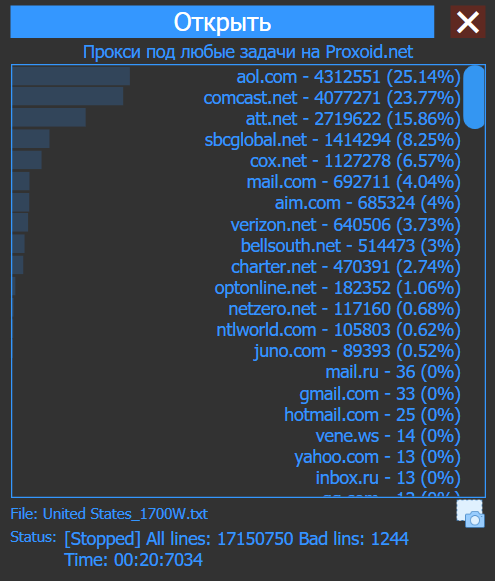 Открыть
Прокси под любые задачи на Proxoid.net
aol.com - 4312551 (25.14%)
comcast.net - 4077271 (23.77%)
att.net - 2719622 (15.86%)
sbcglobal.net - 1414294 (8.25%)
cox.net - 1127278 (6.57%)
mail.com - 692711 (4.04%)
aim.com - 685324 (4%)
verizon.net - 640506 (3.73%)
bellsouth.net - 514473 (3%)
charter.net - 470391 (2.74%)
optonline.net - 182352 (1.06%)
netzero.net - 117160 (0.68%)
ntlworld.com - 105803 (0.62%)
juno.com - 89393 (0.52%)
mail.ru - 36 (0%)
gmail.com - 33 (0%)
hotmail.com - 25 (0%)
vene.ws - 14 (0%)
yahoo.com - 13 (0%)
inbox.ru - 13 (0%)
File: United States_1700W.txt
Status: [Stopped] All lines: 17150750 Bad lins: 1244
Time: 00:20:7034